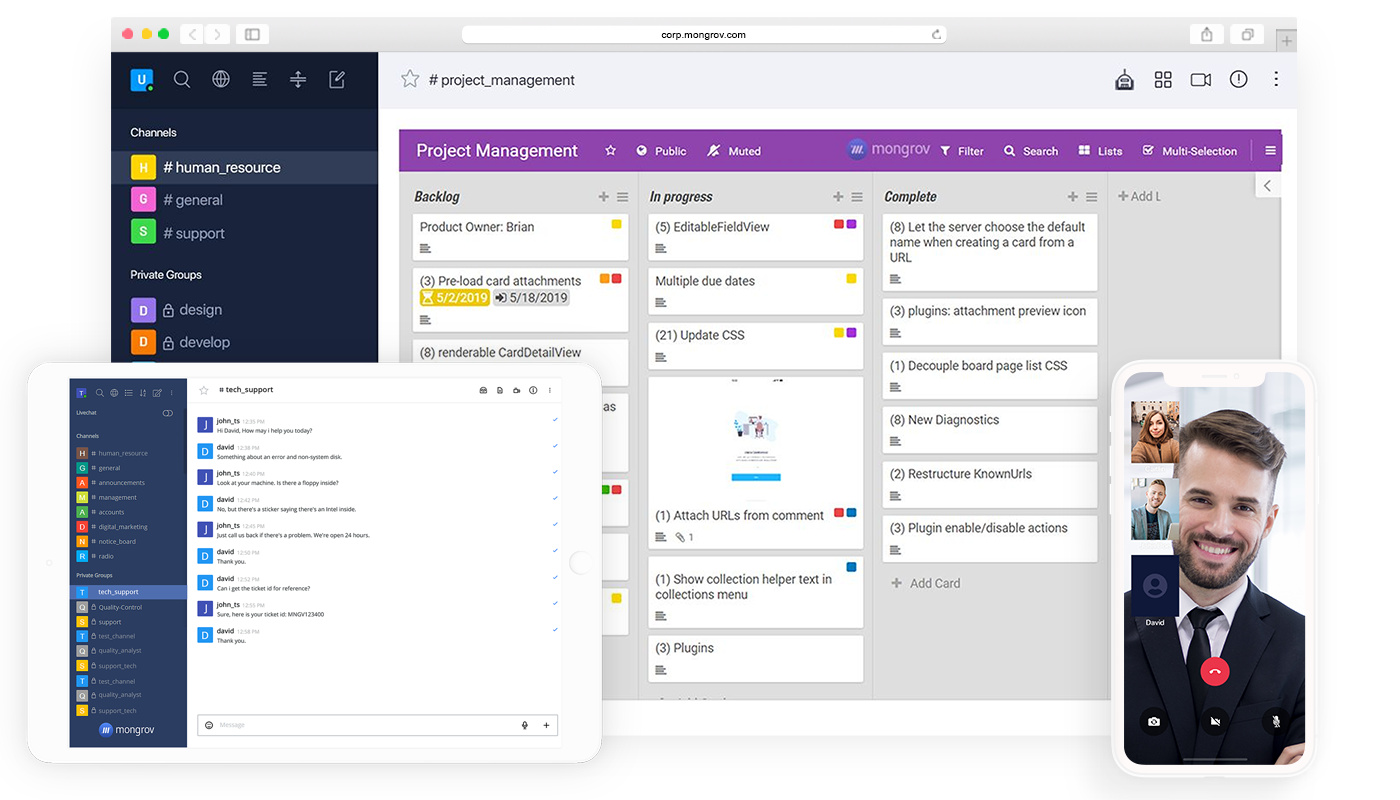 corp.mongrov.com
U
# project_management
Channels
H # human_resource
G # general
S # support
Private Groups
D design
D develop
Project Management
Public
Muted
mongrov
Filter
Search
Lists
Multi-Selection
Backlog
Product Owner: Brian
(3) Pre-load card attachments
5/2/2019 5/18/2019
(8) renderable CardDetailView
as
In progress
(5) EditableFieldView
Multiple due dates
(21) Update CSS
(1) Attach URLs from comment
1
(1) Show collection helper text in
collections menu
(3) Plugins
Complete
(8) Let the server choose the default
name when creating a card from a
URL
(3) plugins: attachment preview icon
(1) Decouple board page list CSS
(8) New Diagnostics
(2) Restructure KnownUrls
(3) Plugin enable/disable actions
+ Add Card
+ Add L
T
Livechat
Channels
H # human_resource
G # general
A # announcements
M # management
A # accounts
D # digital_marketing
N # notice_board
R # radio
Private Groups
T tech_support
Q Quality-Control
S support
T test_channel
Q quality_analyst
S support_tech
T test_channel
Q quality_analyst
S support_tech
mongrov
# tech_support
J john_ts 12:35 PM
Hi David, How may i help you today?
D david 12:38 PM
Something about an error and non-system disk.
J john_ts 12:40 PM
Look at your machine. Is there a floppy inside?
D david 12:42 PM
No, but there's a sticker saying there's an Intel inside.
J john_ts 12:45 PM
Just call us back if there's a problem. We're open 24 hours.
D david 12:50 PM
Thank you.
D david 12:52 PM
Can i get the ticket id for reference?
J john_ts 12:55 PM
Sure, here is your ticket id: MNGV123400
D david 12:58 PM
Thank you.
Message
David